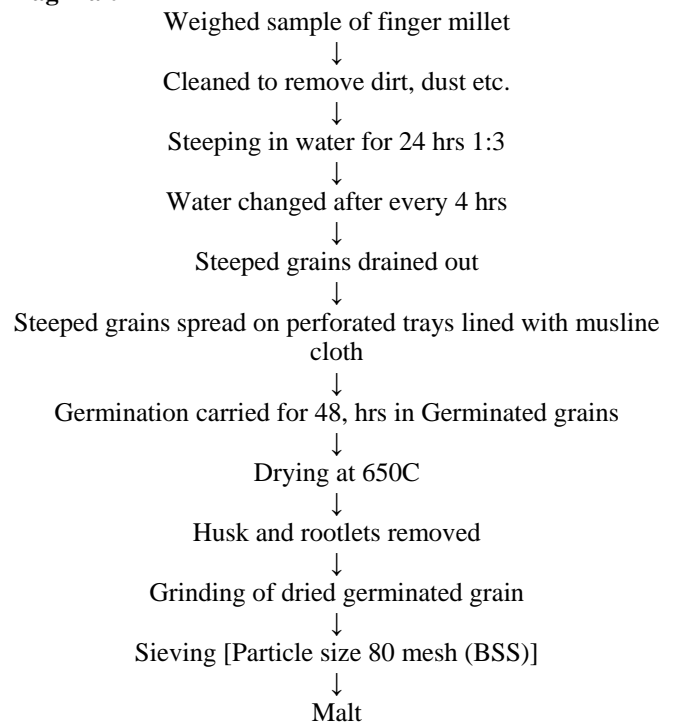 Weighed sample of finger millet
↓
Cleaned to remove dirt, dust etc.
↓
Steeping in water for 24 hrs 1:3
↓
Water changed after every 4 hrs
↓
Steeped grains drained out
↓
Steeped grains spread on perforated trays lined with musline
cloth
↓
Germination carried for 48, hrs in Germinated grains
↓
Drying at 650C
↓
Husk and rootlets removed
↓
Grinding of dried germinated grain
↓
Sieving [Particle size 80 mesh (BSS)]
↓
Malt